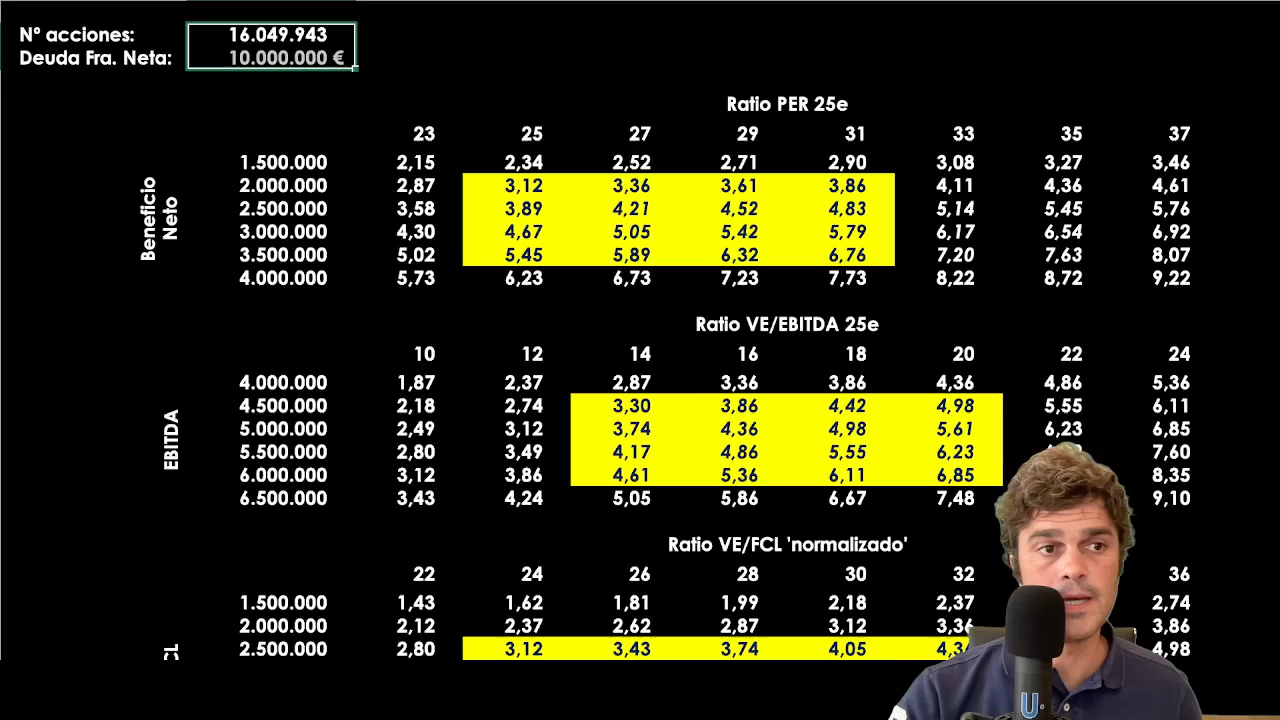 Nº acciones: 16.049.943
Deuda Fra. Neta: 10.000.000 €
Ratio PER 25e
23 25 27 29 31 33 35 37
1.500.000 2,15 2,34 2,52 2,71 2,90 3,08 3,27 3,46
2.000.000 2,87 3,12 3,36 3,61 3,86 4,11 4,36 4,61
Beneficio Neto
2.500.000 3,58 3,89 4,21 4,52 4,83 5,14 5,45 5,76
3.000.000 4,30 4,67 5,05 5,42 5,79 6,17 6,54 6,92
3.500.000 5,02 5,45 5,89 6,32 6,76 7,20 7,63 8,07
4.000.000 5,73 6,23 6,73 7,23 7,73 8,22 8,72 9,22
Ratio VE/EBITDA 25e
10 12 14 16 18 20 22 24
4.000.000 1,87 2,37 2,87 3,36 3,86 4,36 4,86 5,36
4.500.000 2,18 2,74 3,30 3,86 4,42 4,98 5,55 6,11
EBITDA
5.000.000 2,49 3,12 3,74 4,36 4,98 5,61 6,23 6,85
5.500.000 2,80 3,49 4,17 4,86 5,55 6,23 7,60
6.000.000 3,12 3,86 4,61 5,36 6,11 6,85 8,35
6.500.000 3,43 4,24 5,05 5,86 6,67 7,48 9,10
Ratio VE/FCL 'normalizado'
22 24 26 28 30 32 36
1.500.000 1,43 1,62 1,81 1,99 2,18 2,37 2,74
2.000.000 2,12 2,37 2,62 2,87 3,12 3,36 3,86
2.500.000 2,80 3,12 3,43 3,74 4,05 4,98